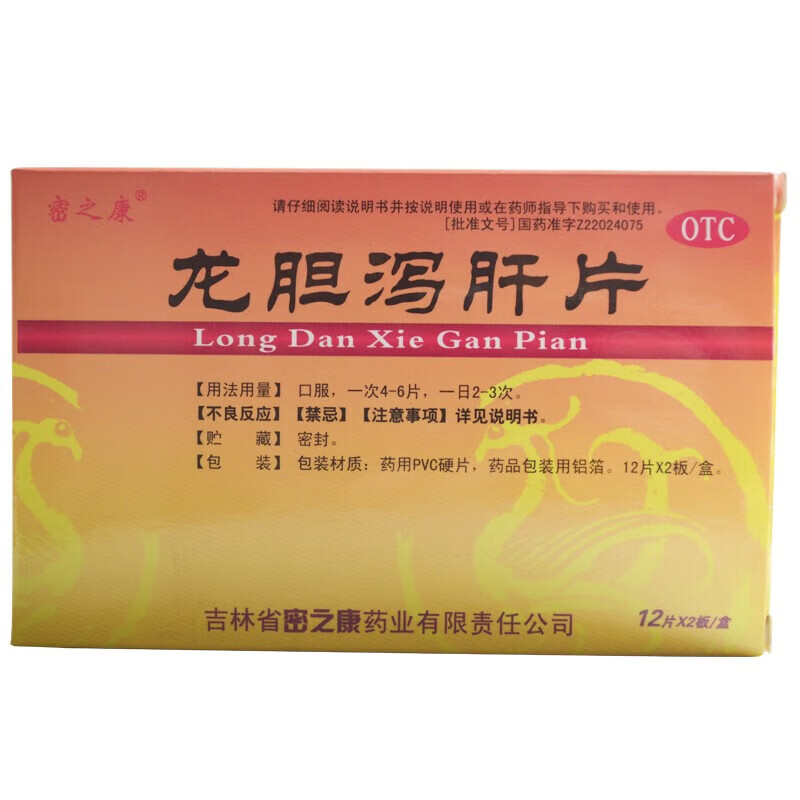 密之康®
请仔细阅读说明书并按说明使用或在药师指导下购买和使用。
[批准文号]国药准字Z22024075
OTC
龙胆泻肝片
Long Dan Xie Gan Pian
【用法用量】 口服，一次4-6片，一日2-3次。
【不良反应】【禁忌】【注意事项】详见说明书。
【贮 藏】 密封。
【包 装】 包装材质：药用PVC硬片，药品包装用铝箔。12片X2板/盒。
吉林省密之康药业有限责任公司
12片X2板/盒